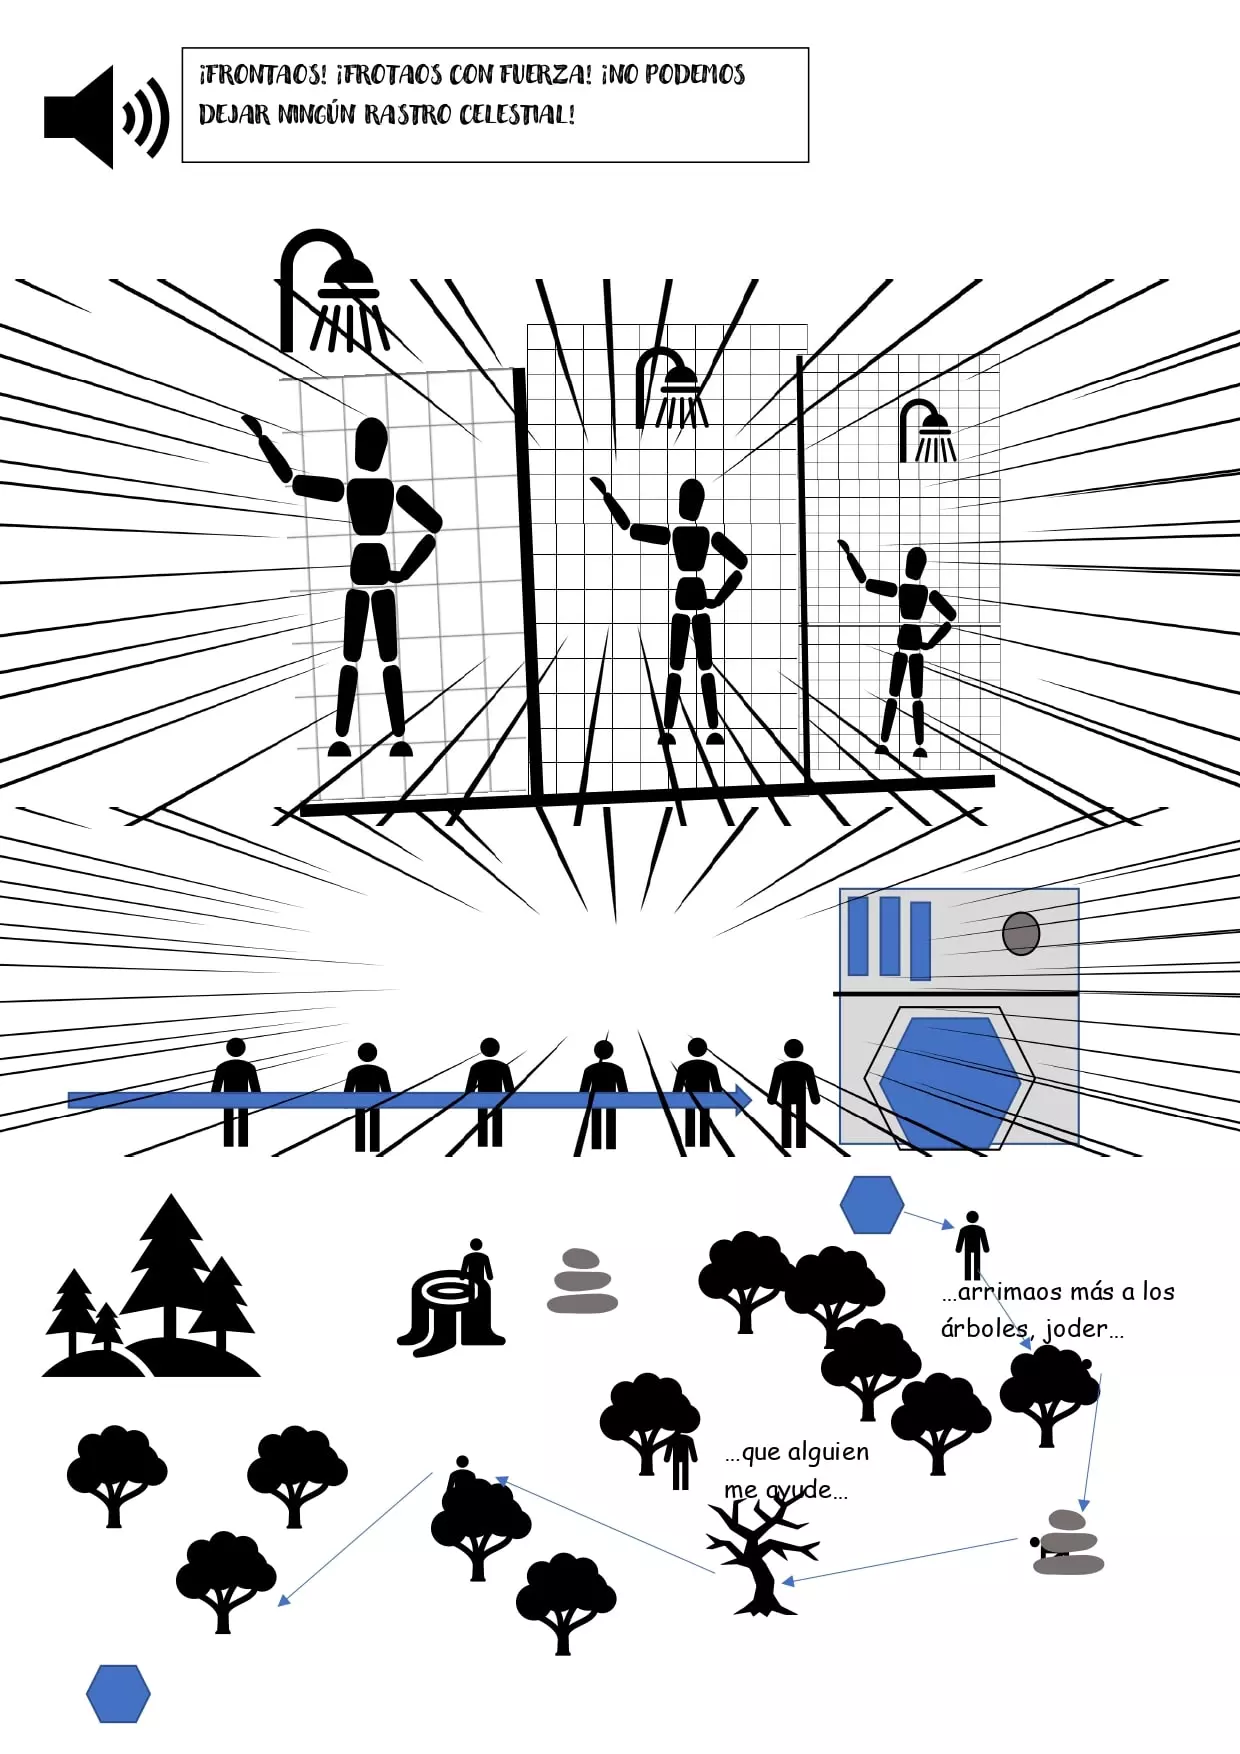 ¡FRONTAOS! ¡FROTAOS CON FUERZA! ¡NO PODEMOS
DEJAR NINGÚN RASTRO CELESTIAL!
...arrimaos más a los
árboles, joder...
...que alguien
me ayude...